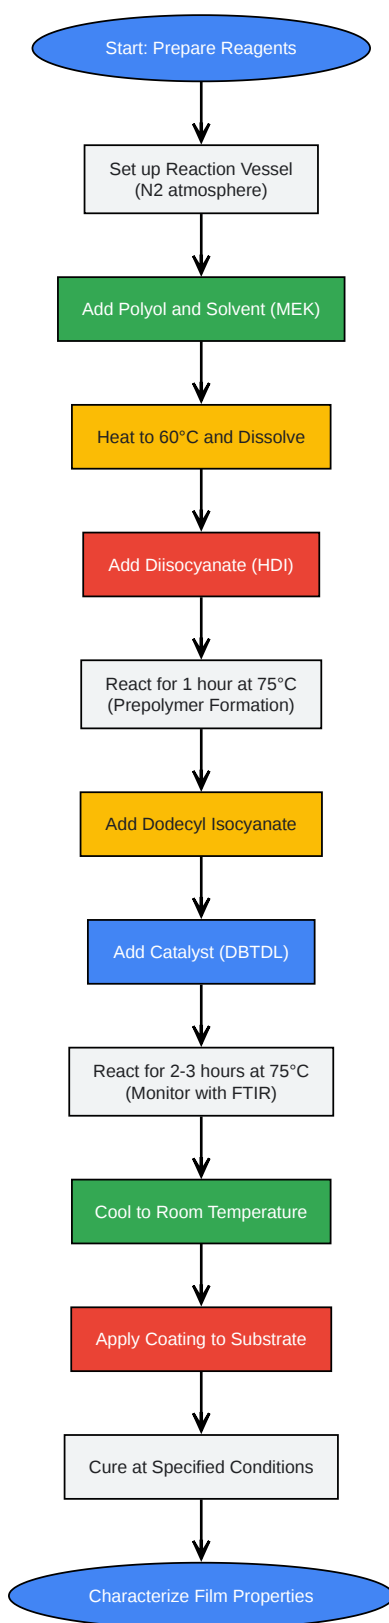 Start: Prepare Reagents
Set up Reaction Vessel
(N2 atmosphere)
Add Polyol and Solvent (MEK)
Heat to 60°C and Dissolve
Add Diisocyanate (HDI)
React for 1 hour at 75°C
(Prepolymer Formation)
Add Dodecyl Isocyanate
Add Catalyst (DBTDL)
React for 2-3 hours at 75°C
(Monitor with FTIR)
Cool to Room Temperature
Apply Coating to Substrate
Cure at Specified Conditions
Characterize Film Properties